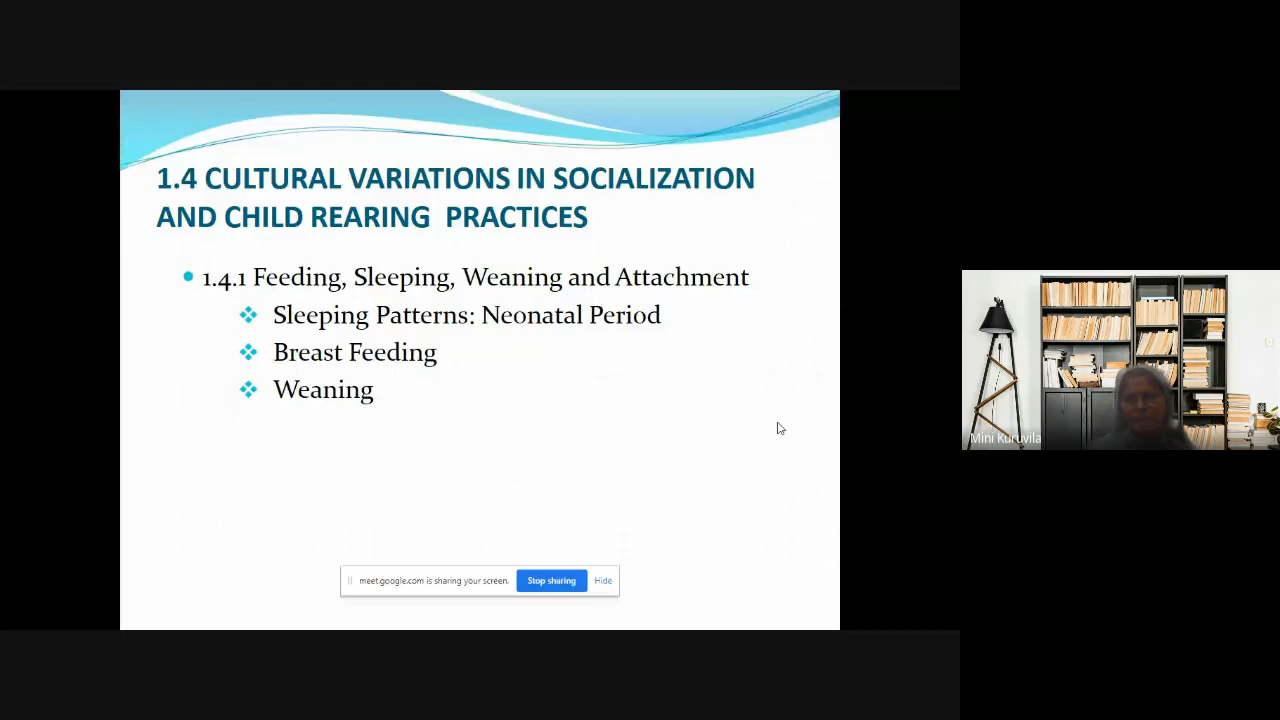 1.4 CULTURAL VARIATIONS IN SOCIALIZATION
AND CHILD REARING PRACTICES
1.4.1 Feeding, Sleeping, Weaning and Attachment
Sleeping Patterns: Neonatal Period
Breast Feeding
Weaning
meet.google.com is sharing your screen. Stop sharing Hide
Mini Kuruvila